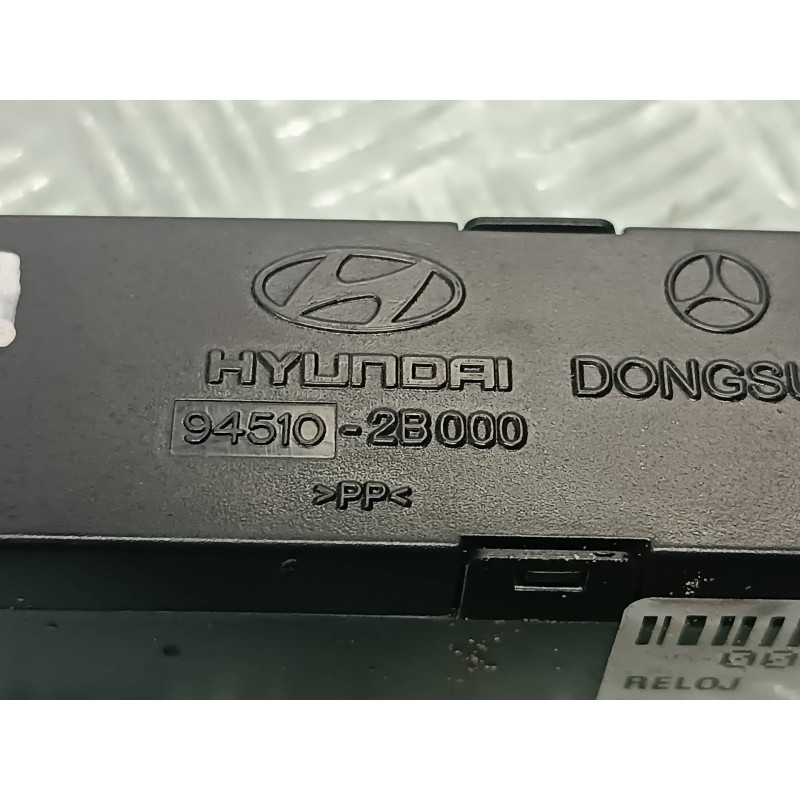 HYUNDAI DONGSU
94510-2B000
>PP<
RELOJ